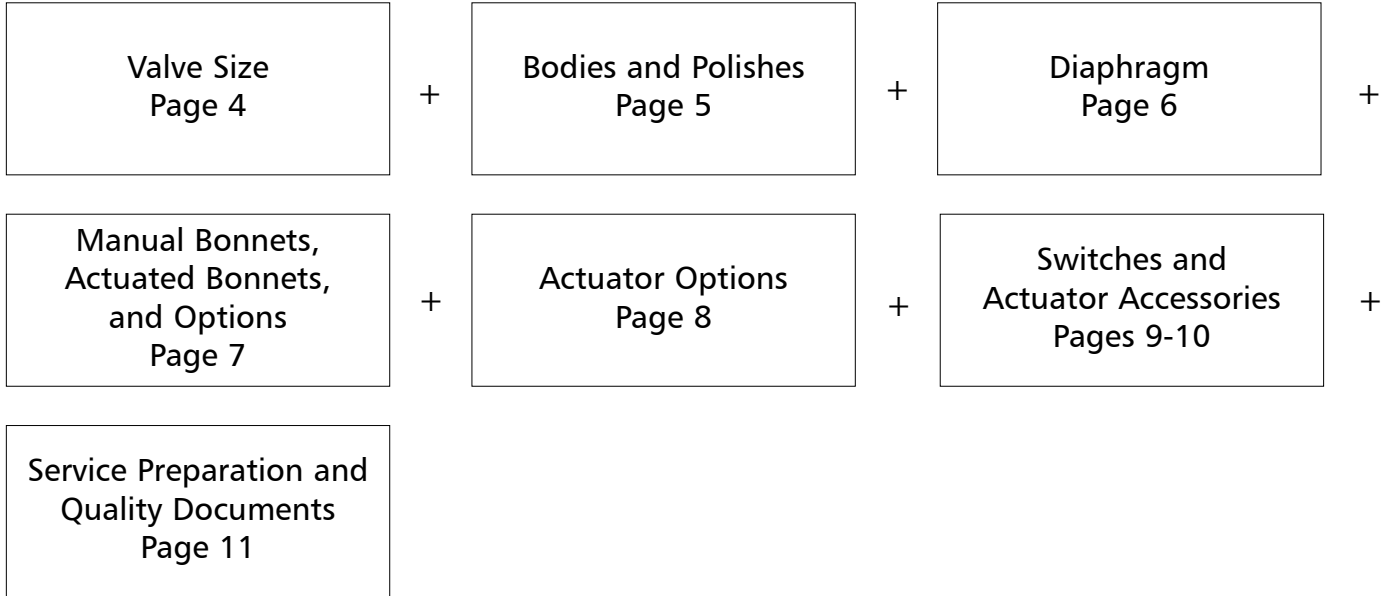 Valve Size
Page 4
+
Bodies and Polishes
Page 5
+
Diaphragm
Page 6
+
Manual Bonnets,
Actuated Bonnets,
and Options
Page 7
+
Actuator Options
Page 8
+
Switches and
Actuator Accessories
Pages 9-10
+
Service Preparation and
Quality Documents
Page 11